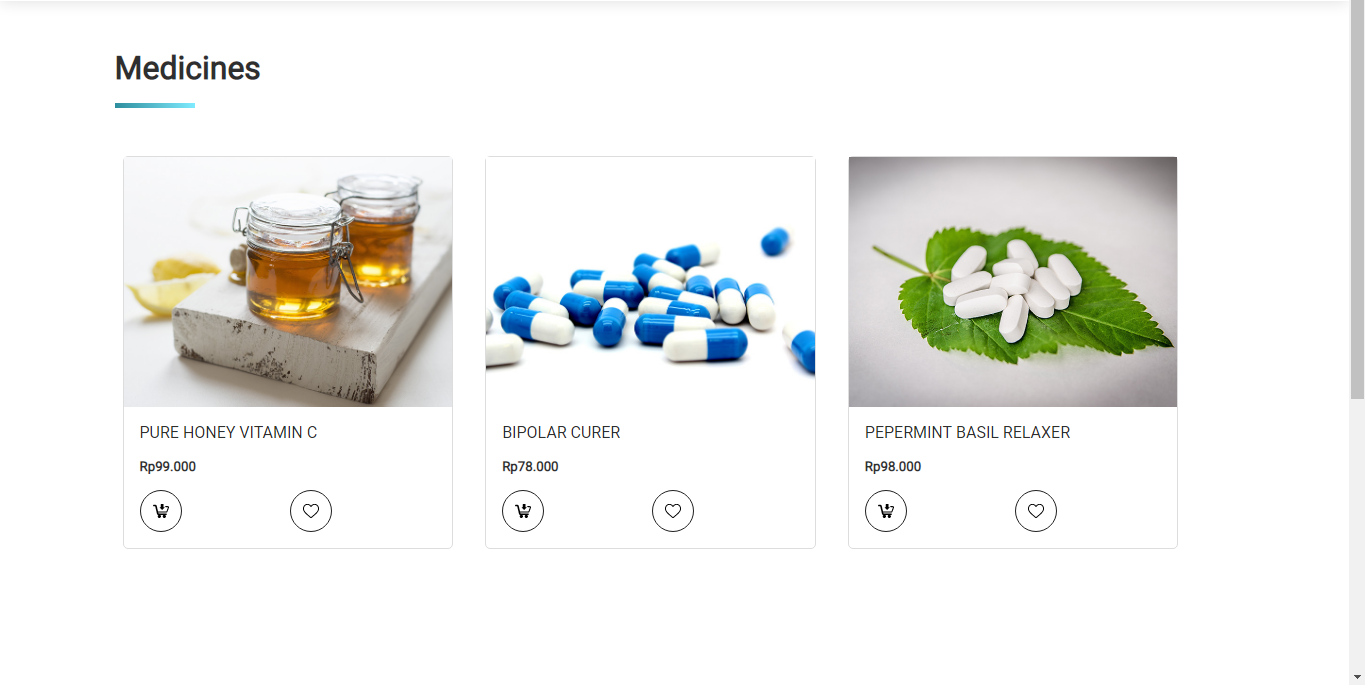 Medicines
PURE HONEY VITAMIN C
Rp99.000
BIPOLAR CURER
Rp78.000
PEPERMINT BASIL RELAXER
Rp98.000